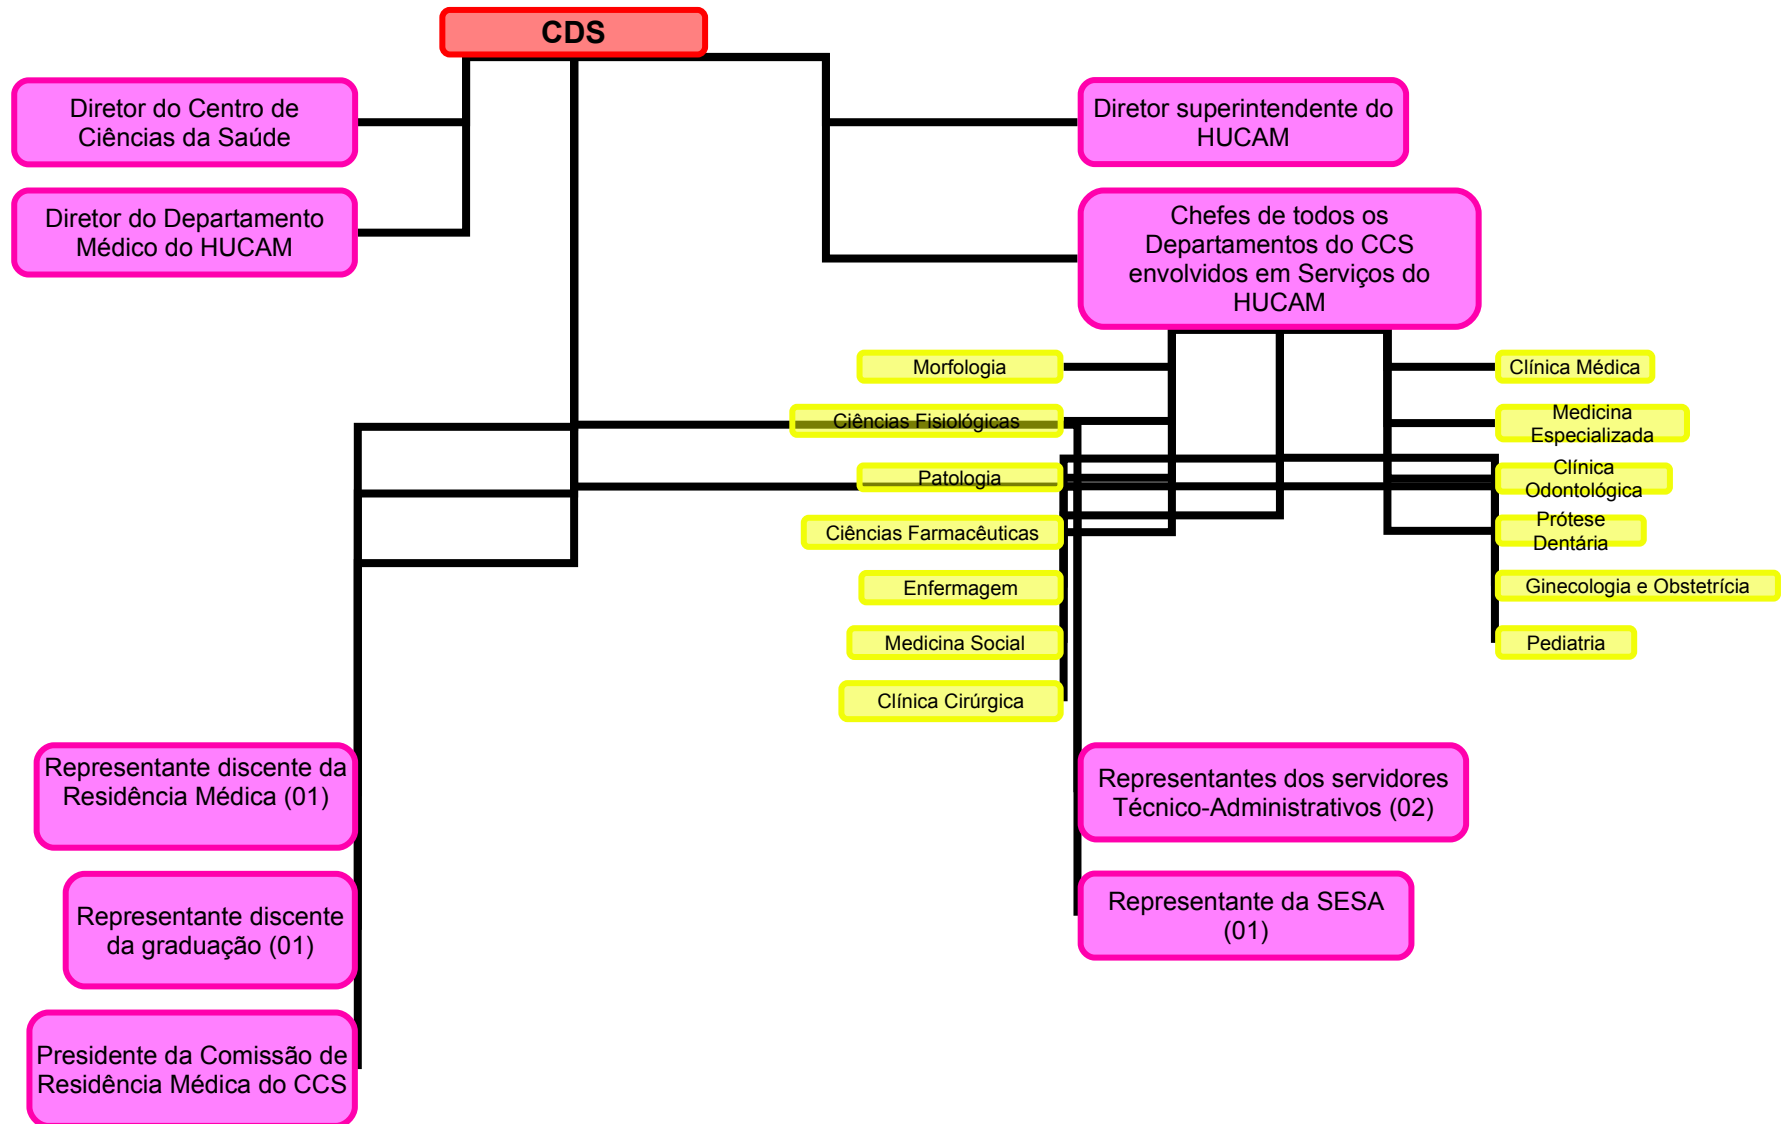 CDS
Diretor do Centro de
Ciências da Saúde
Diretor superintendente do
HUCAM
Diretor do Departamento
Médico do HUCAM
Chefes de todos os
Departamentos do CCS
envolvidos em Serviços do
HUCAM
Morfologia
Clínica Médica
Ciências Fisiológicas
Medicina
Especializada
Patologia
Clínica
Odontológica
Ciências Farmacêuticas
Prótese
Dentária
Enfermagem
Ginecologia e Obstetrícia
Medicina Social
Pediatria
Clínica Cirúrgica
Representante discente da
Residência Médica (01)
Representantes dos servidores
Técnico-Administrativos (02)
Representante discente
da graduação (01)
Representante da SESA
(01)
Presidente da Comissão de
Residência Médica do CCS